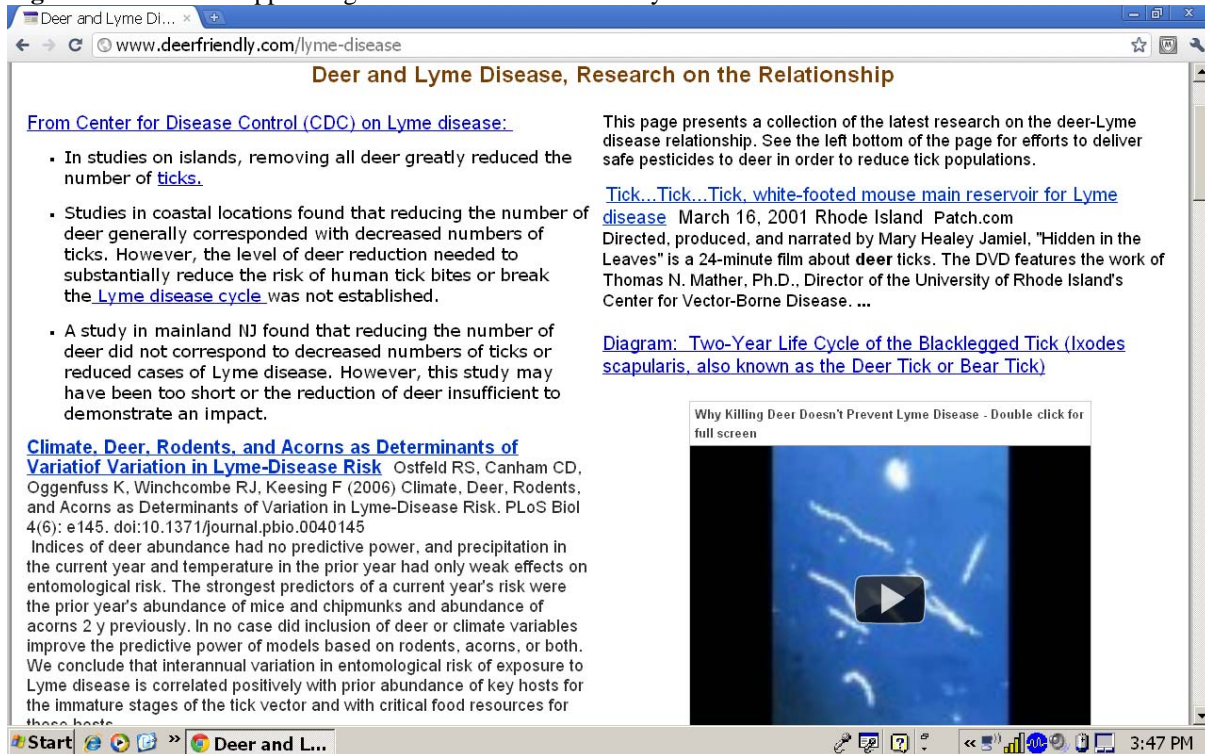 Deer and Lyme Di...
www.deerfriendly.com/lyme-disease
Deer and Lyme Disease, Research on the Relationship
From Center for Disease Control (CDC) on Lyme disease:
In studies on islands, removing all deer greatly reduced the
number of ticks.
Studies in coastal locations found that reducing the number of
deer generally corresponded with decreased numbers of
ticks. However, the level of deer reduction needed to
substantially reduce the risk of human tick bites or break
the Lyme disease cycle was not established.
A study in mainland NJ found that reducing the number of
deer did not correspond to decreased numbers of ticks or
reduced cases of Lyme disease. However, this study may
have been too short or the reduction of deer insufficient to
demonstrate an impact.
Climate, Deer, Rodents, and Acorns as Determinants of
Variatiof Variation in Lyme-Disease Risk Ostfeld RS, Canham CD,
Oggenfuss K, Winchcombe RJ, Keesing F (2006) Climate, Deer, Rodents,
and Acorns as Determinants of Variation in Lyme-Disease Risk. PLoS Biol
4(6): e145. doi:10.1371/journal.pbio.0040145
Indices of deer abundance had no predictive power, and precipitation in
the current year and temperature in the prior year had only weak effects on
entomological risk. The strongest predictors of a current year's risk were
the prior year's abundance of mice and chipmunks and abundance of
acorns 2 y previously. In no case did inclusion of deer or climate variables
improve the predictive power of models based on rodents, acorns, or both.
We conclude that interannual variation in entomological risk of exposure to
Lyme disease is correlated positively with prior abundance of key hosts for
the immature stages of the tick vector and with critical food resources for
those hosts
This page presents a collection of the latest research on the deer-Lyme
disease relationship. See the left bottom of the page for efforts to deliver
safe pesticides to deer in order to reduce tick populations.
Tick...Tick...Tick, white-footed mouse main reservoir for Lyme
disease March 16, 2001 Rhode Island Patch.com
Directed, produced, and narrated by Mary Healey Jamiel, "Hidden in the
Leaves" is a 24-minute film about deer ticks. The DVD features the work of
Thomas N. Mather, Ph.D., Director of the University of Rhode Island's
Center for Vector-Borne Disease. ...
Diagram: Two-Year Life Cycle of the Blacklegged Tick (Ixodes
scapularis, also known as the Deer Tick or Bear Tick)
Why Killing Deer Doesn't Prevent Lyme Disease - Double click for
full screen
Start
Deer and L...
3:47 PM